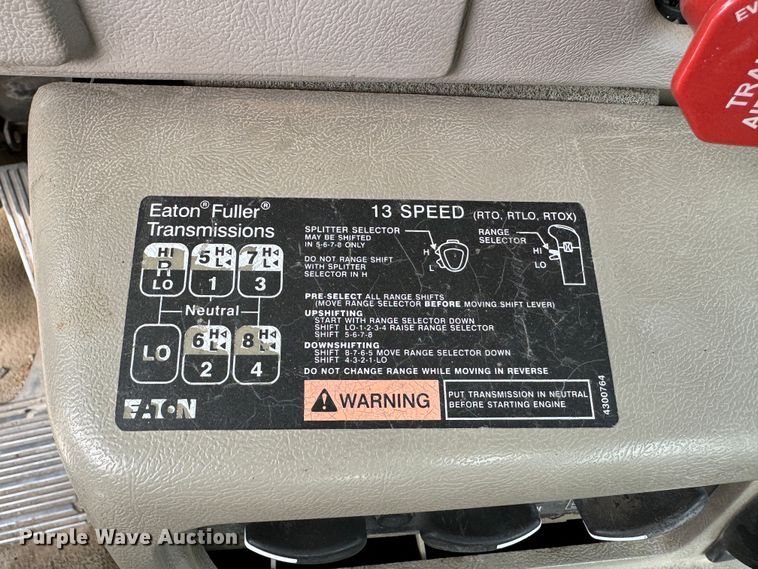 EV
TRA
AI
Eaton® Fuller®
Transmissions
13 SPEED (RTO, RTLO, RTOX)
SPLITTER SELECTOR
MAY BE SHIFTED
IN 5-6-7-8 ONLY
DO NOT RANGE SHIFT
WITH SPLITTER
SELECTOR IN H
H
L
RANGE
SELECTOR
HI
LO
HI
R
LO
5 H
L
1
7 H
L
3
Neutral
LO
6 H
L
2
8 H
L
4
PRE-SELECT ALL RANGE SHIFTS
(MOVE RANGE SELECTOR BEFORE MOVING SHIFT LEVER)
UPSHIFTING
START WITH RANGE SELECTOR DOWN
SHIFT LO-1-2-3-4 RAISE RANGE SELECTOR
SHIFT 5-6-7-8
DOWNSHIFTING
SHIFT 8-7-6-5 MOVE RANGE SELECTOR DOWN
SHIFT 4-3-2-1-LO
DO NOT CHANGE RANGE WHILE MOVING IN REVERSE
EATON
WARNING
PUT TRANSMISSION IN NEUTRAL
BEFORE STARTING ENGINE
4300764
Purple Wave Auction